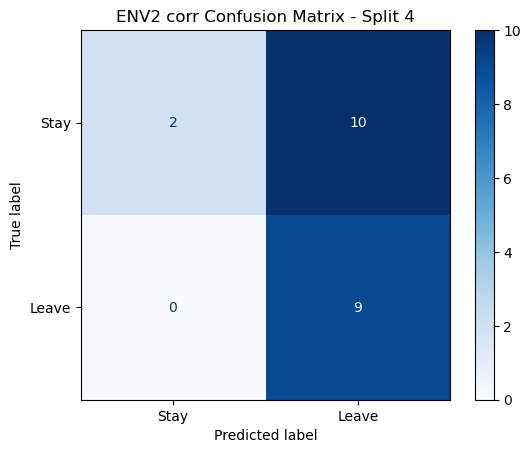 ENV2 corr Confusion Matrix - Split 4
True label
Stay
2
10
Leave
0
9
Stay
Leave
Predicted label
10
8
6
4
2
0